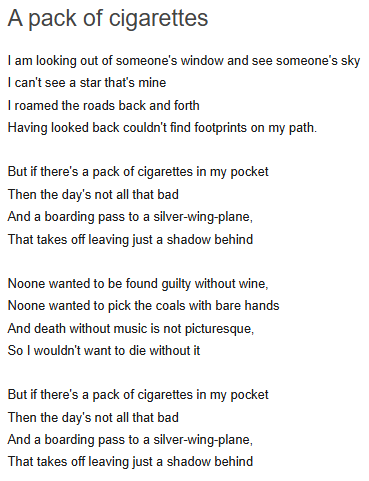 A pack of cigarettes
I am looking out of someone's window and see someone's sky
I can't see a star that's mine
I roamed the roads back and forth
Having looked back couldn't find footprints on my path.
But if there's a pack of cigarettes in my pocket
Then the day's not all that bad
And a boarding pass to a silver-wing-plane,
That takes off leaving just a shadow behind
Noone wanted to be found guilty without wine,
Noone wanted to pick the coals with bare hands
And death without music is not picturesque,
So I wouldn't want to die without it
But if there's a pack of cigarettes in my pocket
Then the day's not all that bad
And a boarding pass to a silver-wing-plane,
That takes off leaving just a shadow behind